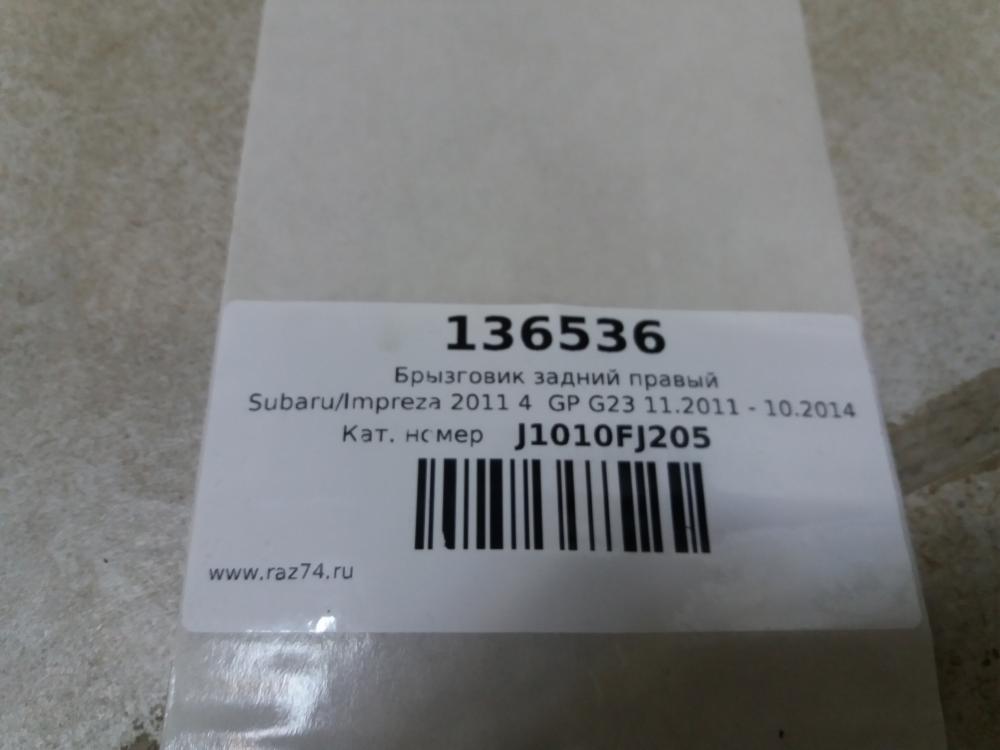 136536
Брызговик задний правый
Subaru/Impreza 2011 4 GP G23 11.2011 - 10.2014
Кат. номер J1010FJ205
www.raz74.ru